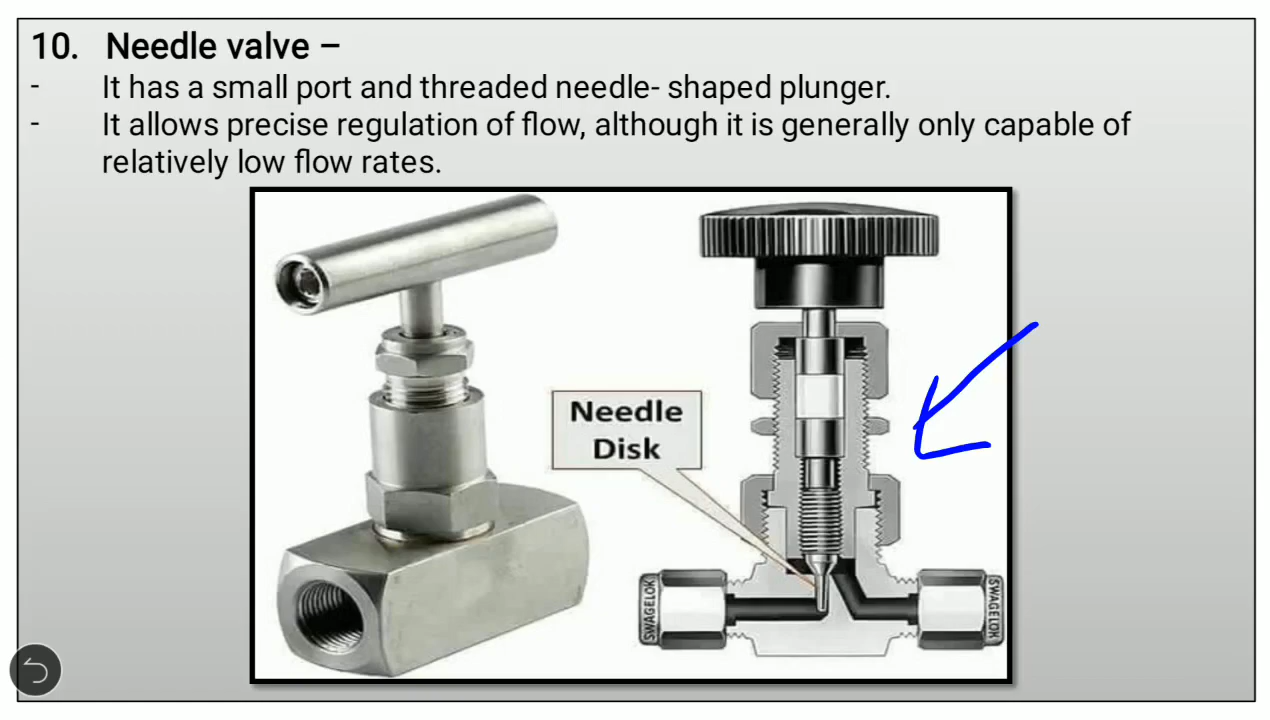 10. Needle valve –
- It has a small port and threaded needle- shaped plunger.
- It allows precise regulation of flow, although it is generally only capable of
relatively low flow rates.
Needle
Disk
SWAGELOK
SWAGELOK